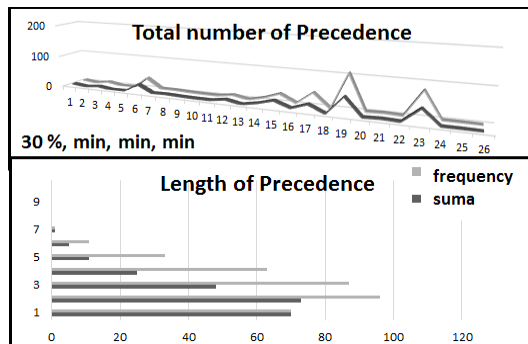 Total number of Precedence
200
100
0
1 2 3 4 5 6 7 8 9 10 11 12 13 14 15 16 17 18 19 20 21 22 23 24 25 26
30 %, min, min, min
Length of Precedence
frequency
suma
9
7
5
3
1
0 20 40 60 80 100 120